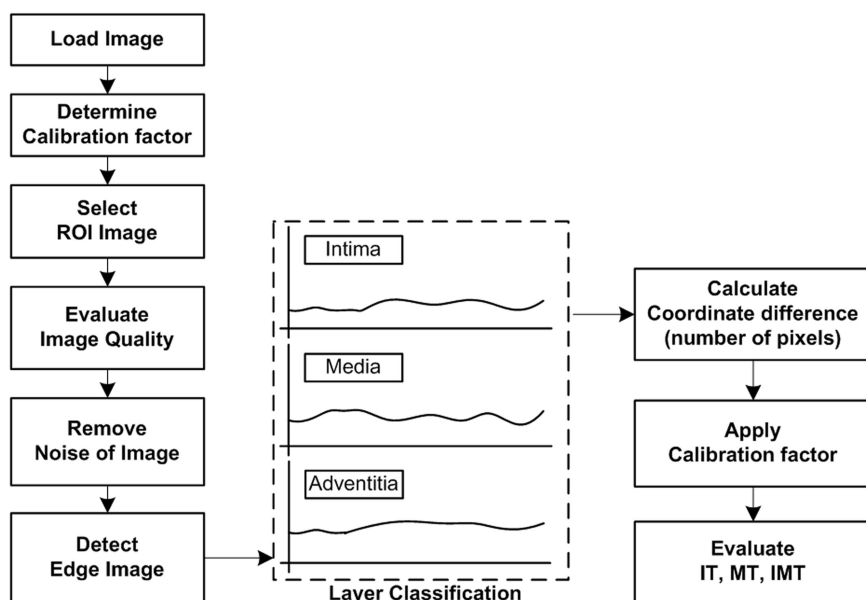 Load Image
Determine
Calibration factor
Select
ROI Image
Evaluate
Image Quality
Remove
Noise of Image
Detect
Edge Image
Intima
Media
Adventitia
Layer Classification
Calculate
Coordinate difference
(number of pixels)
Apply
Calibration factor
Evaluate
IT, MT, IMT